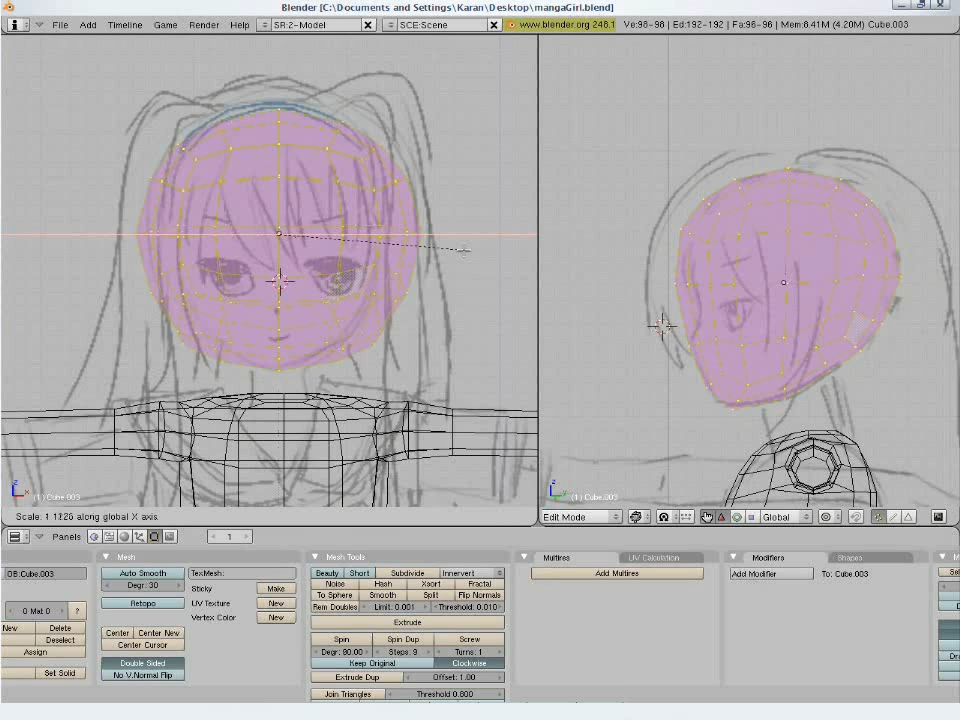 Blender [C:\Documents and Settings\Karan\Desktop\mangaGirl.blend]
File Add Timeline Game Render Help SR:2-Model SCE:Scene www.blender.org 248.1 Ve:98-98 | Ed:192-192 | Fa:96-96 | Mem:6.41M (4.20M) Cube.003
(1) Cube.003
(1) Cube.003
Scale: 1.1726 along global X axis
Edit Mode Global
Panels 1
Mesh Mesh Tools Multires UV Calculation Modifiers Shapes
OB:Cube.003 Auto Smooth TexMesh: Beauty Short Subdivide Innervert Add Multires Add Modifier To: Cube.003
Degr: 30 Sticky Make Noise Hash Xsort Fractal
To Sphere Smooth Split Flip Normals
0 Mat 0 ? Retopo UV Texture New Rem Doubles Limit: 0.001 Threshold: 0.010
Vertex Color New Extrude
New Delete Center Center New
Deselect Center Cursor Spin Spin Dup Screw
Assign Degr: 90.00 Steps: 9 Turns: 1
Double Sided Keep Original Clockwise
Set Solid No V.Normal Flip Extrude Dup Offset: 1.00
Join Triangles Threshold 0.800